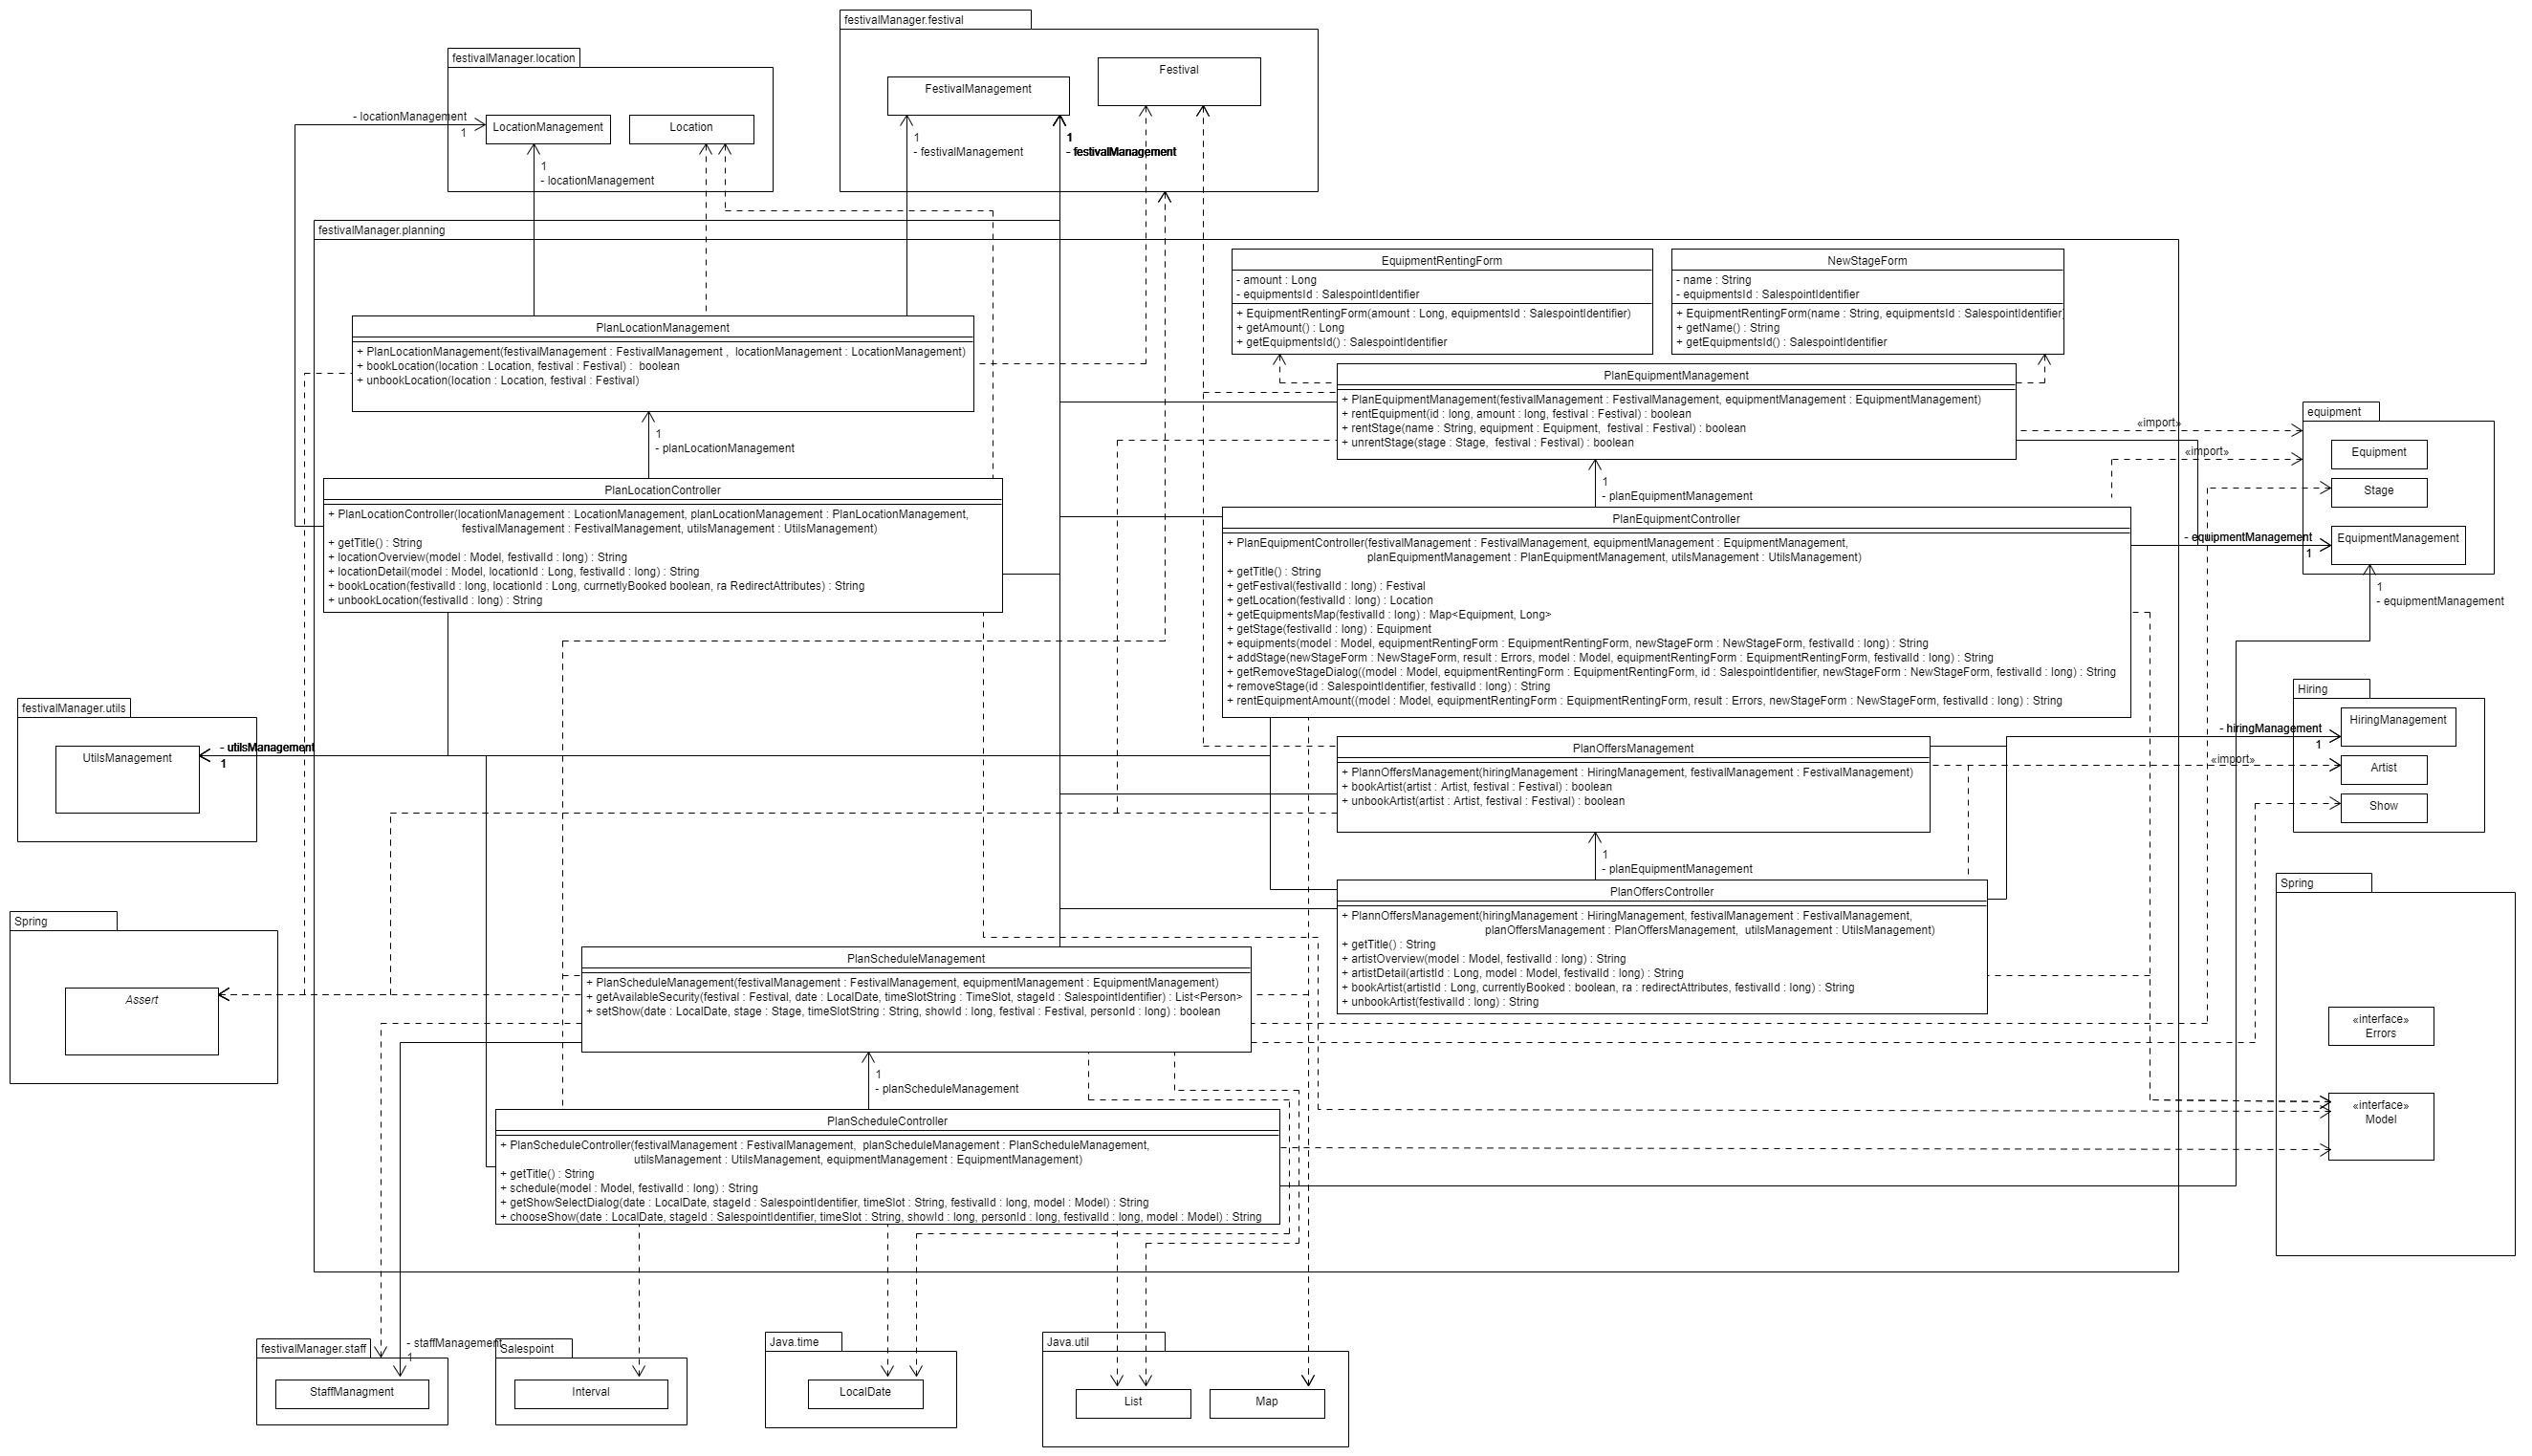 festivalManager.festival
Festival
FestivalManagement
1
- festivalManagement
1
- festivalManagement
festivalManager.location
- locationManagement
1
LocationManagement
Location
1
- locationManagement
festivalManager.planning
EquipmentRentingForm
- amount : Long
- equipmentsId : SalespointIdentifier
+ EquipmentRentingForm(amount : Long, equipmentsId : SalespointIdentifier)
+ getAmount() : Long
+ getEquipmentsId() : SalespointIdentifier
NewStageForm
- name : String
- equipmentsId : SalespointIdentifier
+ EquipmentRentingForm(name : String, equipmentsId : SalespointIdentifier
+ getName() : String
+ getEquipmentsId() : SalespointIdentifier
PlanLocationManagement
+ PlanLocationManagement(festivalManagement : FestivalManagement ,  locationManagement : LocationManagement)
+ bookLocation(location : Location, festival : Festival) :  boolean
+ unbookLocation(location : Location, festival : Festival)
1
- planLocationManagement
PlanEquipmentManagement
+ PlanEquipmentManagement(festivalManagement : FestivalManagement, equipmentManagement : EquipmentManagement)
+ rentEquipment(id : long, amount : long, festival : Festival) : boolean
+ rentStage(name : String, equipment : Equipment,  festival : Festival) : boolean
+ unrentStage(stage : Stage,  festival : Festival) : boolean
1
- planEquipmentManagement
«import»
«import»
equipment
Equipment
Stage
EquipmentManagement
- equipmentManagement
1
1
- equipmentManagement
PlanLocationController
+ PlanLocationController(locationManagement : LocationManagement, planLocationManagement : PlanLocationManagement,
festivalManagement : FestivalManagement, utilsManagement : UtilsManagement)
+ getTitle() : String
+ locationOverview(model : Model, festivalId : long) : String
+ locationDetail(model : Model, locationId : Long, festivalId : long) : String
+ bookLocation(festivalId : long, locationId : Long, currnetlyBooked boolean, ra RedirectAttributes) : String
+ unbookLocation(festivalId : long) : String
PlanEquipmentController
+ PlanEquipmentController(festivalManagement : FestivalManagement, equipmentManagement : EquipmentManagement,
planEquipmentManagement : PlanEquipmentManagement, utilsManagement : UtilsManagement)
+ getTitle() : String
+ getFestival(festivalId : long) : Festival
+ getLocation(festivalId : long) : Location
+ getEquipmentsMap(festivalId : long) : Map<Equipment, Long>
+ getStage(festivalId : long) : Equipment
+ equipments(model : Model, equipmentRentingForm : EquipmentRentingForm, newStageForm : NewStageForm, festivalId : long) : String
+ addStage(newStageForm : NewStageForm, result : Errors, model : Model, equipmentRentingForm : EquipmentRentingForm, festivalId : long) : String
+ getRemoveStageDialog((model : Model, equipmentRentingForm : EquipmentRentingForm, id : SalespointIdentifier, newStageForm : NewStageForm, festivalId : long) : String
+ removeStage(id : SalespointIdentifier, festivalId : long) : String
+ rentEquipmentAmount((model : Model, equipmentRentingForm : EquipmentRentingForm, result : Errors, newStageForm : NewStageForm, festivalId : long) : String
festivalManager.utils
UtilsManagement
- utilsManagement
1
Hiring
HiringManagement
- hiringManagement
1
«import»
Artist
Show
PlanOffersManagement
+ PlannOffersManagement(hiringManagement : HiringManagement, festivalManagement : FestivalManagement)
+ bookArtist(artist : Artist, festival : Festival) : boolean
+ unbookArtist(artist : Artist, festival : Festival) : boolean
1
- planEquipmentManagement
PlanOffersController
+ PlannOffersManagement(hiringManagement : HiringManagement, festivalManagement : FestivalManagement,
planOffersManagement : PlanOffersManagement,  utilsManagement : UtilsManagement)
+ getTitle() : String
+ artistOverview(model : Model, festivalId : long) : String
+ artistDetail(artistId : Long, model : Model, festivalId : long) : String
+ bookArtist(artistId : Long, currentlyBooked : boolean, ra : redirectAttributes, festivalId : long) : String
+ unbookArtist(festivalId : long) : String
Spring
Assert
Spring
«interface»
Errors
«interface»
Model
PlanScheduleManagement
+ PlanScheduleManagement(festivalManagement : FestivalManagement, equipmentManagement : EquipmentManagement)
+ getAvailableSecurity(festival : Festival, date : LocalDate, timeSlotString : TimeSlot, stageId : SalespointIdentifier) : List<Person>
+ setShow(date : LocalDate, stage : Stage, timeSlotString : String, showId : long, festival : Festival, personId : long) : boolean
1
- planScheduleManagement
PlanScheduleController
+ PlanScheduleController(festivalManagement : FestivalManagement,  planScheduleManagement : PlanScheduleManagement,
utilsManagement : UtilsManagement, equipmentManagement : EquipmentManagement)
+ getTitle() : String
+ schedule(model : Model, festivalId : long) : String
+ getShowSelectDialog(date : LocalDate, stageId : SalespointIdentifier, timeSlot : String, festivalId : long, model : Model) : String
+ chooseShow(date : LocalDate, stageId : SalespointIdentifier, timeSlot : String, showId : long, personId : long, festivalId : long, model : Model) : String
festivalManager.staff
- staffManagement
1
StaffManagment
Salespoint
Interval
Java.time
LocalDate
Java.util
List
Map